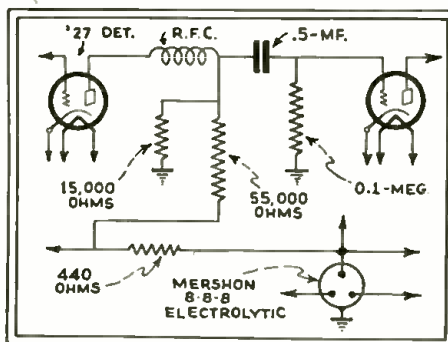 '27 DET.
R.F.C.
.5-MF.
15,000
OHMS
55,000
OHMS
0.1-MEG.
440
OHMS
MERSHON
8-8-8
ELECTROLYTIC